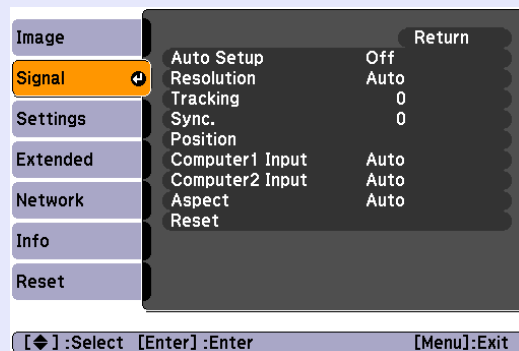 Image
Signal
Settings
Extended
Network
Info
Reset
Return
Auto Setup Off
Resolution Auto
Tracking 0
Sync. 0
Position
Computer1 Input Auto
Computer2 Input Auto
Aspect Auto
Reset
[◆] :Select [Enter] :Enter [Menu]:Exit